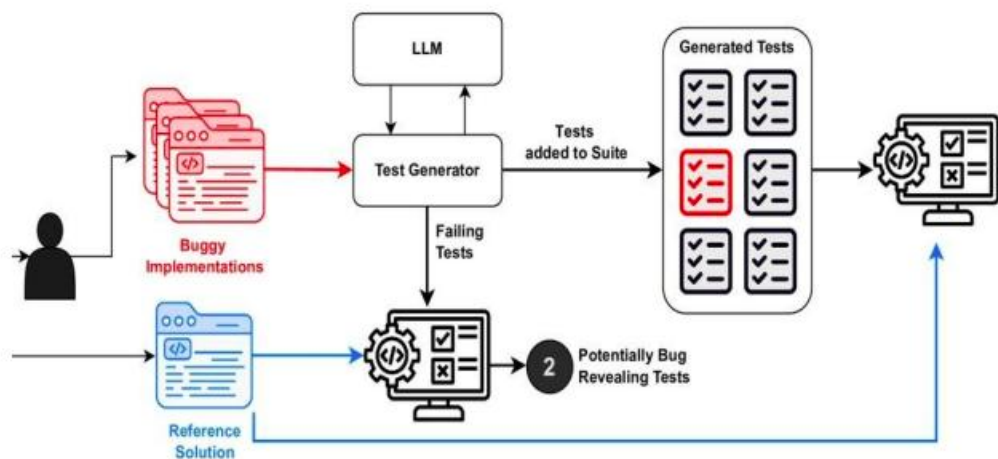 LLM
Generated Tests
Tests
added to Suite
Test Generator
Buggy
Implementations
Failing
Tests
</>
</>
</>
</>
2
Potentially Bug
Revealing Tests
Reference
Solution